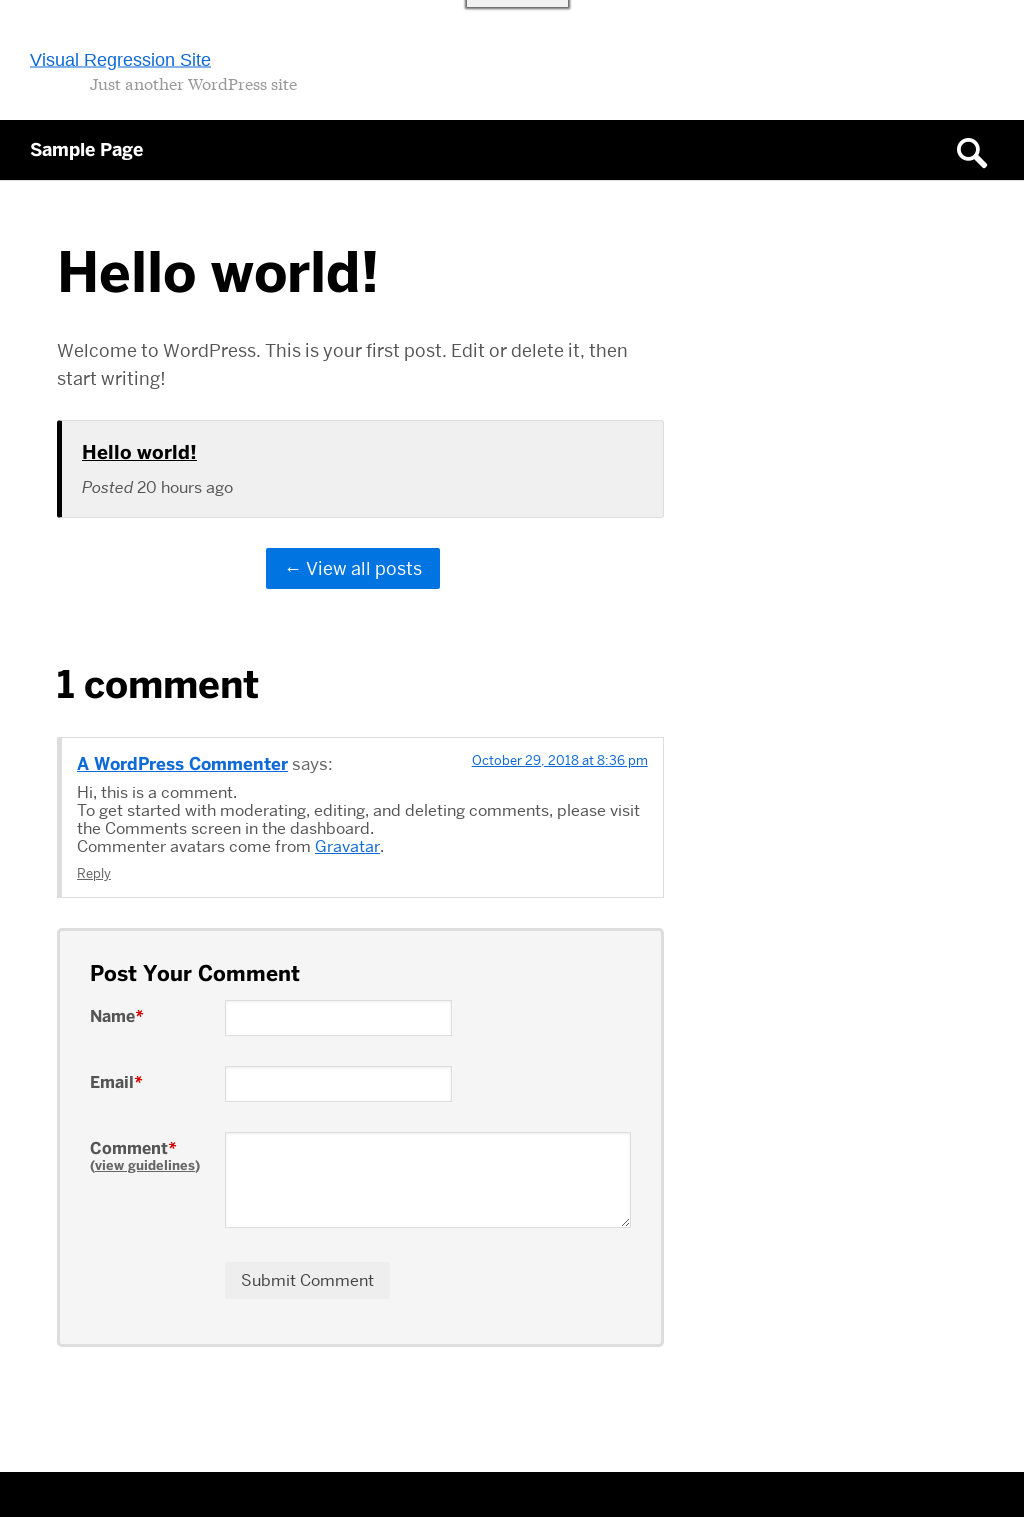 Visual Regression Site
Just another WordPress site
Sample Page
Hello world!
Welcome to WordPress. This is your first post. Edit or delete it, then
start writing!
Hello world!
Posted 20 hours ago
← View all posts
1 comment
A WordPress Commenter says:
October 29, 2018 at 8:36 pm
Hi, this is a comment.
To get started with moderating, editing, and deleting comments, please visit
the Comments screen in the dashboard.
Commenter avatars come from Gravatar.
Reply
Post Your Comment
Name*
Email*
Comment*
(view guidelines)
Submit Comment